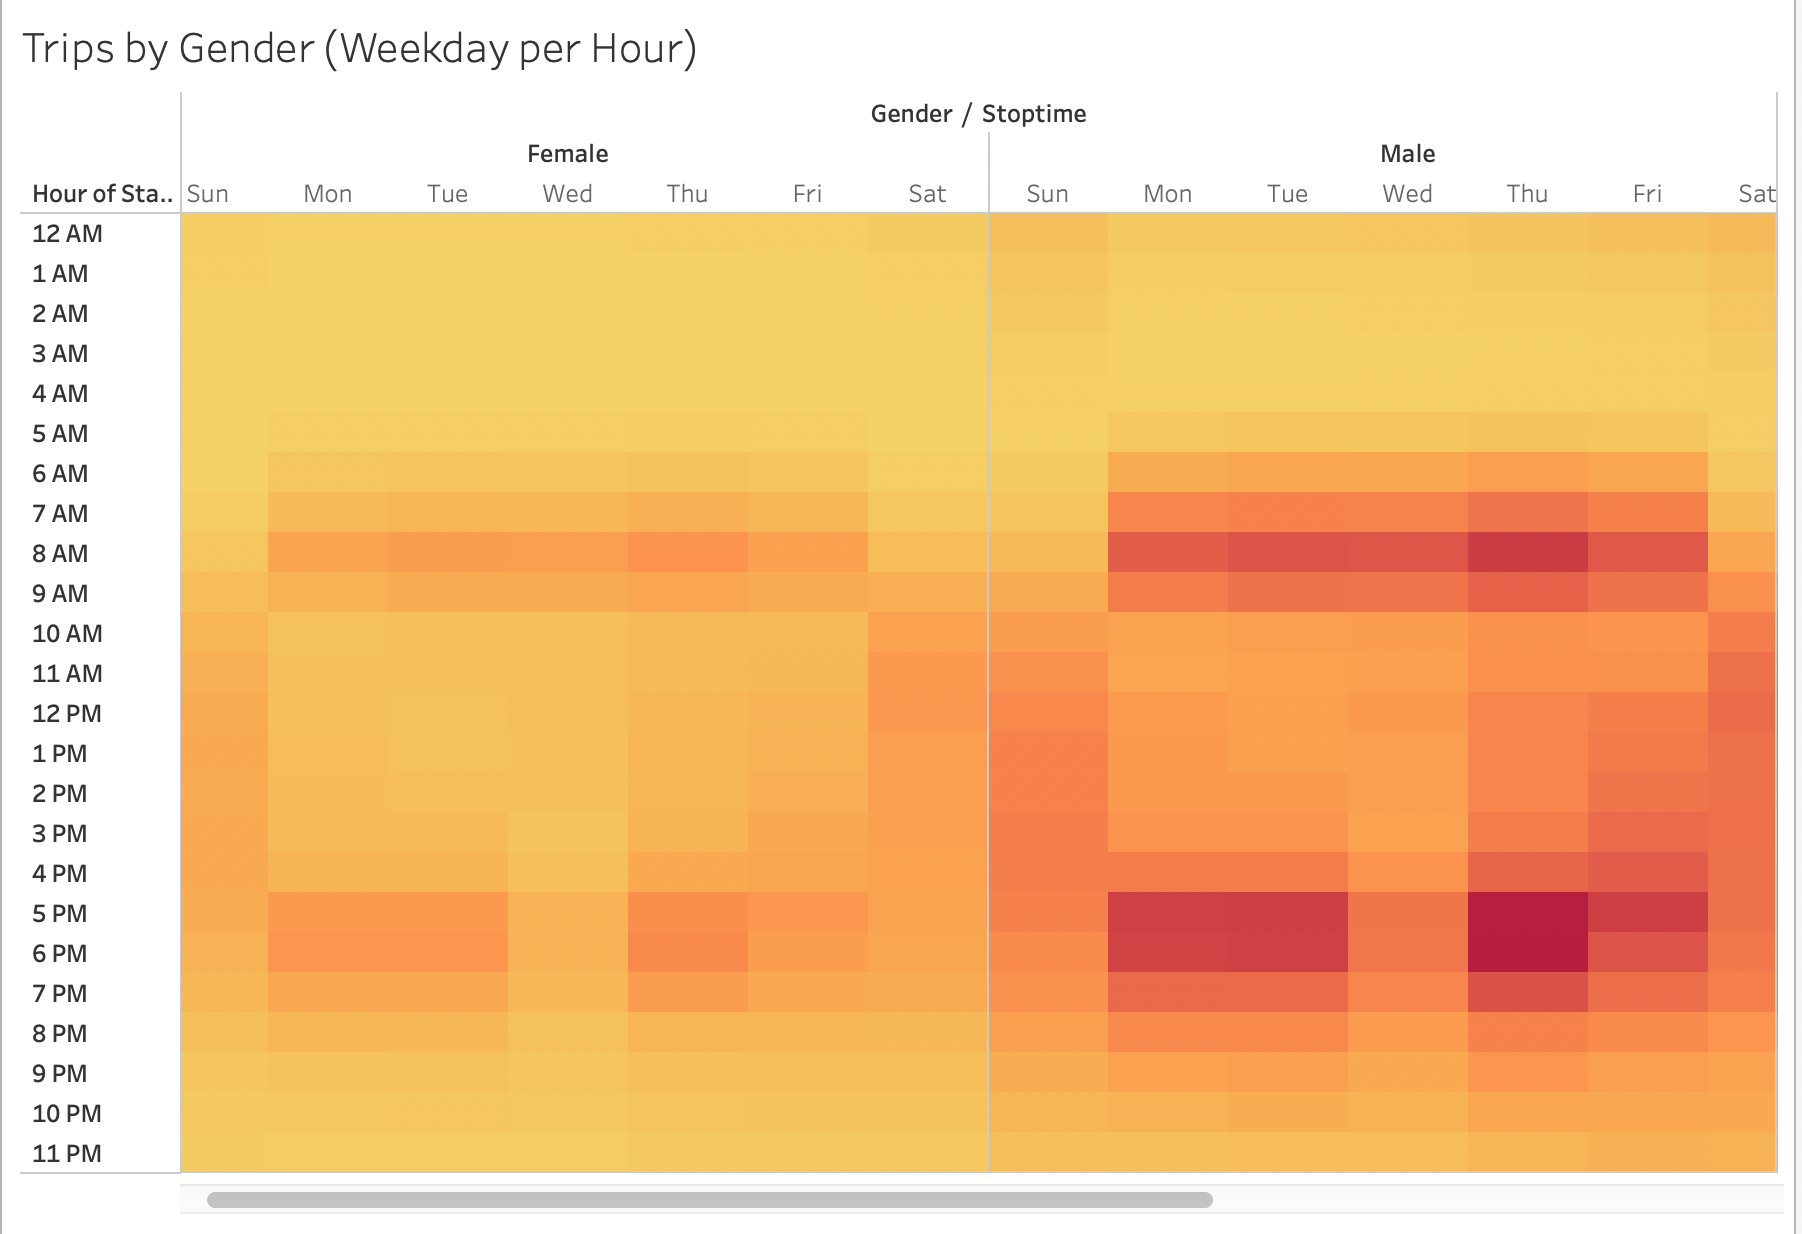 Trips by Gender (Weekday per Hour)
Gender / Stoptime
Female Male
Hour of Sta.. Sun Mon Tue Wed Thu Fri Sat Sun Mon Tue Wed Thu Fri Sat
12 AM
1 AM
2 AM
3 AM
4 AM
5 AM
6 AM
7 AM
8 AM
9 AM
10 AM
11 AM
12 PM
1 PM
2 PM
3 PM
4 PM
5 PM
6 PM
7 PM
8 PM
9 PM
10 PM
11 PM